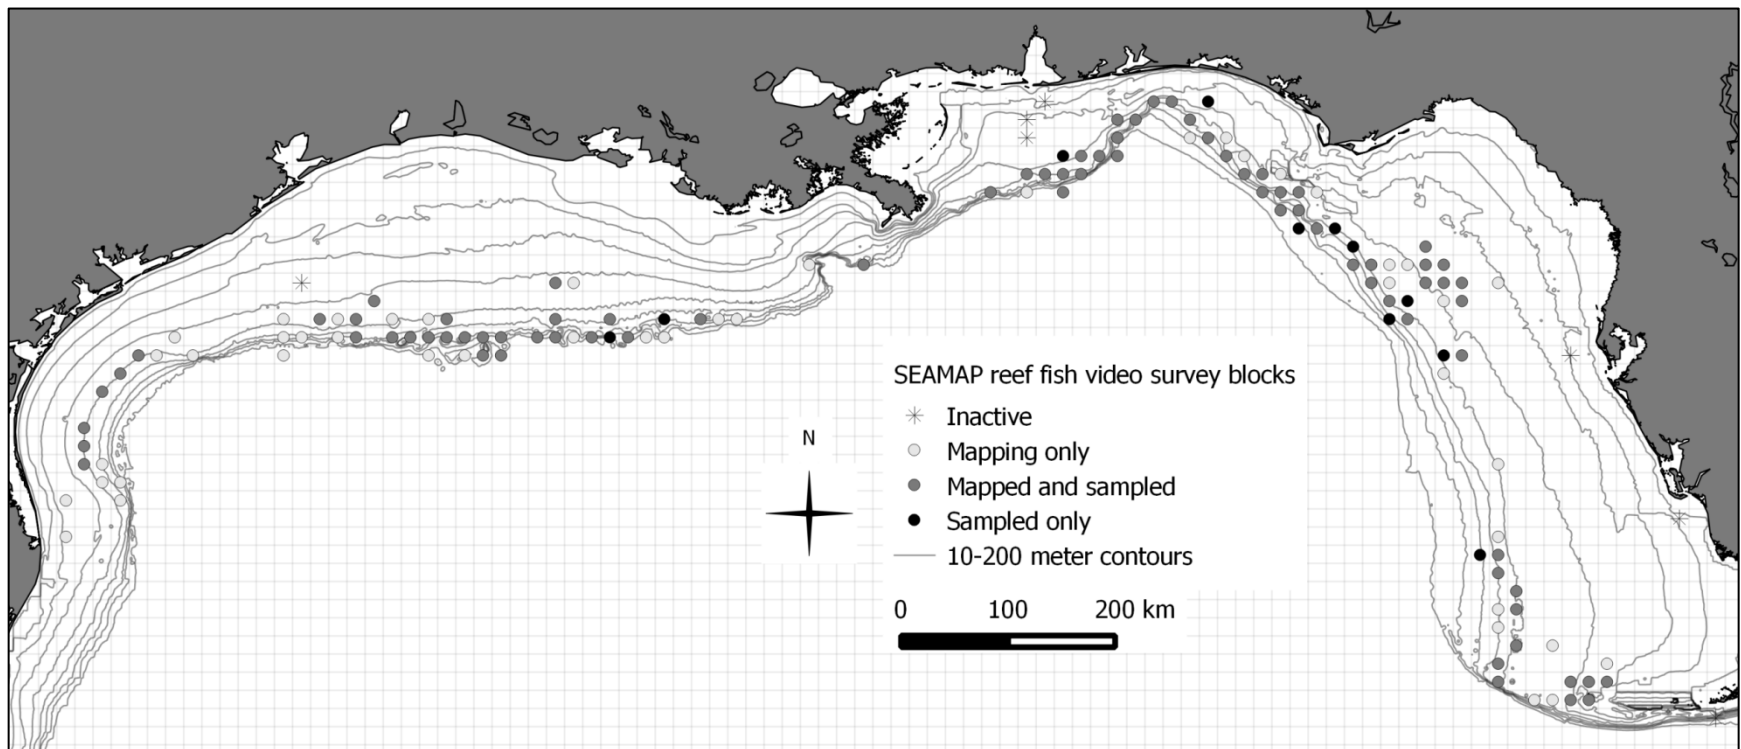 SEAMAP reef fish video survey blocks
Inactive
Mapping only
Mapped and sampled
Sampled only
10-200 meter contours
N
0 100 200 km